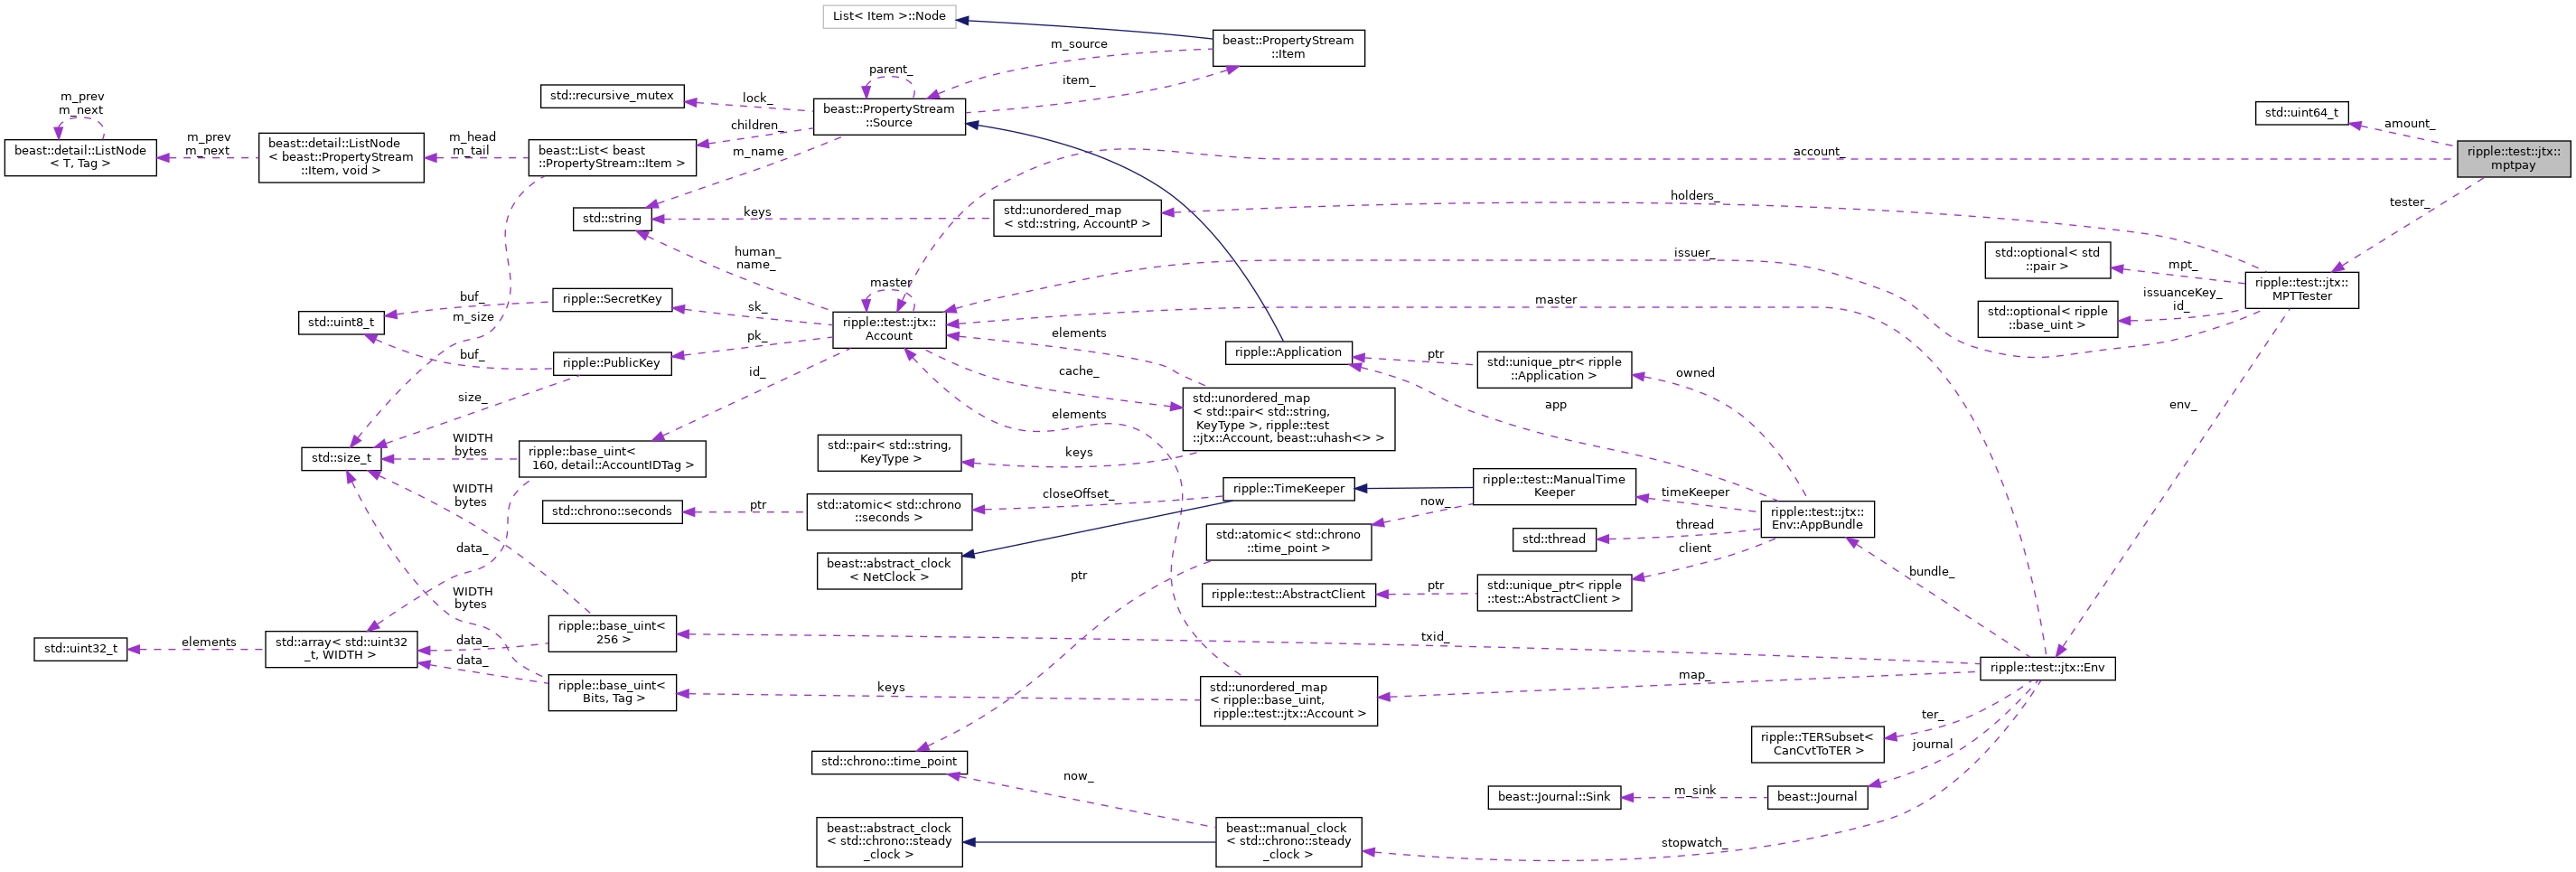 List< Item >::Node
beast::PropertyStream
::Item
m_source
item_
parent_
std::recursive_mutex
lock_
beast::PropertyStream
::Source
children_
m_name
m_prev
m_next
beast::detail::ListNode
< T, Tag >
m_prev
m_next
beast::detail::ListNode
< beast::PropertyStream
::Item, void >
m_head
m_tail
beast::List< beast
::PropertyStream::Item >
std::uint64_t
amount_
ripple::test::jtx::
mptpay
account_
tester_
holders_
std::string
keys
std::unordered_map
< std::string, AccountP >
human_
name_
issuer_
std::optional< std
::pair >
mpt_
ripple::test::jtx::
MPTTester
issuanceKey_
id_
std::optional< ripple
::base_uint >
master
master
ripple::SecretKey
buf_
sk_
std::uint8_t
m_size
ripple::test::jtx::
Account
buf_
ripple::PublicKey
pk_
elements
ripple::Application
ptr
std::unique_ptr< ripple
::Application >
owned
id_
cache_
size_
elements
std::unordered_map
< std::pair< std::string,
KeyType >, ripple::test
::jtx::Account, beast::uhash<> >
app
env_
std::size_t
WIDTH
bytes
ripple::base_uint<
160, detail::AccountIDTag >
std::pair< std::string,
KeyType >
keys
WIDTH
bytes
std::chrono::seconds
ptr
std::atomic< std::chrono
::seconds >
closeOffset_
ripple::TimeKeeper
ripple::test::ManualTime
Keeper
timeKeeper
now_
ripple::test::jtx::
Env::AppBundle
thread
std::thread
client
data_
beast::abstract_clock
< NetClock >
std::atomic< std::chrono
::time_point >
ptr
ripple::test::AbstractClient
ptr
std::unique_ptr< ripple
::test::AbstractClient >
bundle_
WIDTH
bytes
std::uint32_t
elements
std::array< std::uint32
_t, WIDTH >
data_
data_
ripple::base_uint<
256 >
txid_
ripple::base_uint<
Bits, Tag >
keys
std::unordered_map
< ripple::base_uint,
ripple::test::jtx::Account >
map_
ripple::test::jtx::Env
ter_
ripple::TERSubset<
CanCvtToTER >
journal
std::chrono::time_point
now_
beast::Journal::Sink
m_sink
beast::Journal
beast::abstract_clock
< std::chrono::steady
_clock >
beast::manual_clock
< std::chrono::steady
_clock >
stopwatch_